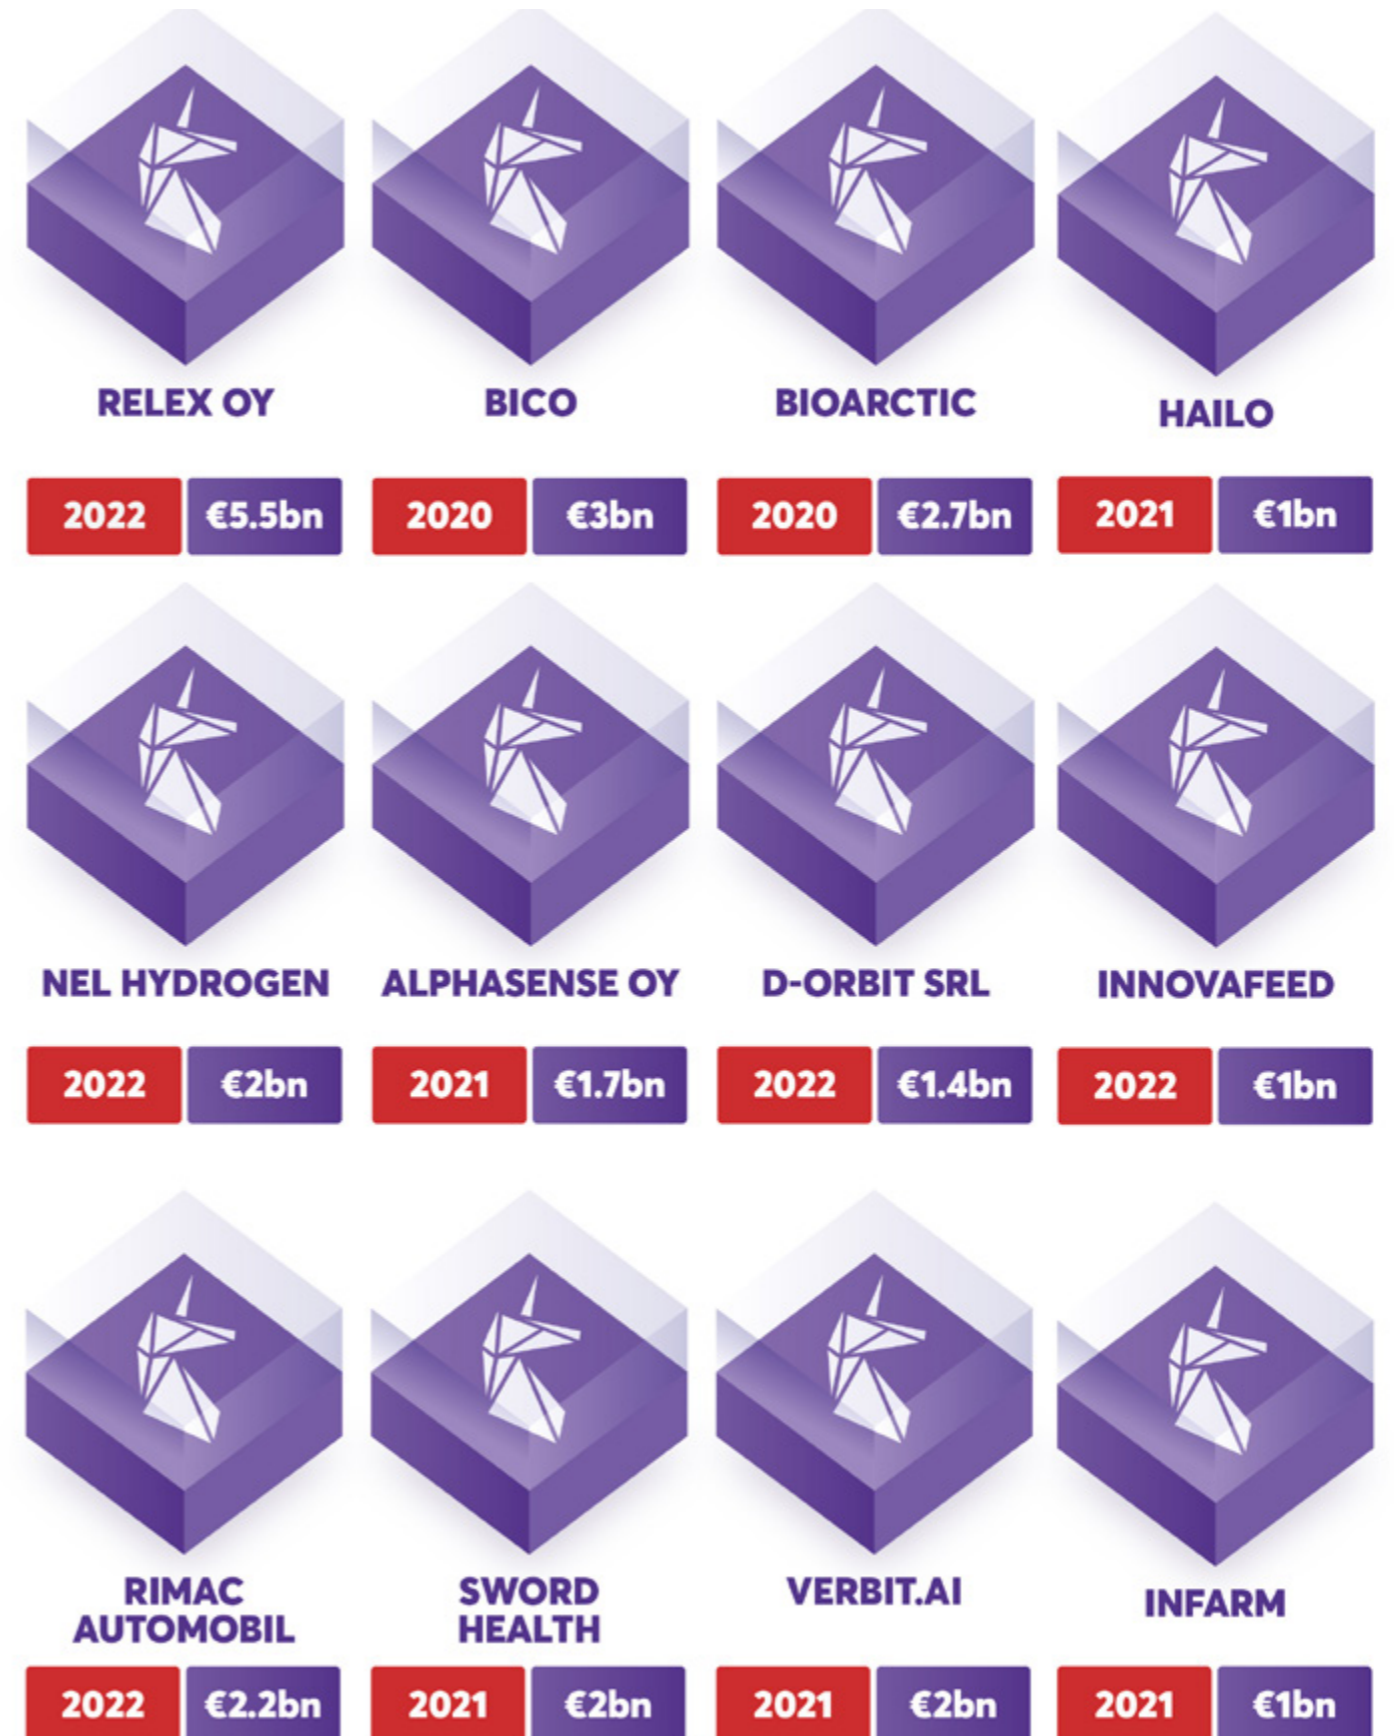 RELEX OY
BICO
BIOARCTIC
HAILO
2022 €5.5bn
2020 €3bn
2020 €2.7bn
2021 €1bn
NEL HYDROGEN
ALPHASENSE OY
D-ORBIT SRL
INNOVAFEED
2022 €2bn
2021 €1.7bn
2022 €1.4bn
2022 €1bn
RIMAC
AUTOMOBIL
SWORD
HEALTH
VERBIT.AI
INFARM
2022 €2.2bn
2021 €2bn
2021 €2bn
2021 €1bn